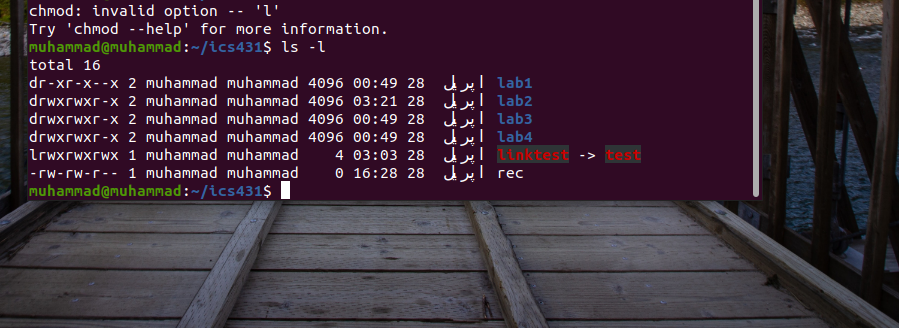 chmod: invalid option -- 'l'
Try 'chmod --help' for more information.
muhammad@muhammad:~/ics431$ ls -l
total 16
dr-xr-x--x 2 muhammad muhammad 4096 00:49 28 اپریل lab1
drwxrwxr-x 2 muhammad muhammad 4096 03:21 28 اپریل lab2
drwxrwxr-x 2 muhammad muhammad 4096 00:49 28 اپریل lab3
drwxrwxr-x 2 muhammad muhammad 4096 00:49 28 اپریل lab4
lrwxrwxrwx 1 muhammad muhammad    4 03:03 28 اپریل linktest -> test
-rw-rw-r-- 1 muhammad muhammad    0 16:28 28 اپریل rec
muhammad@muhammad:~/ics431$